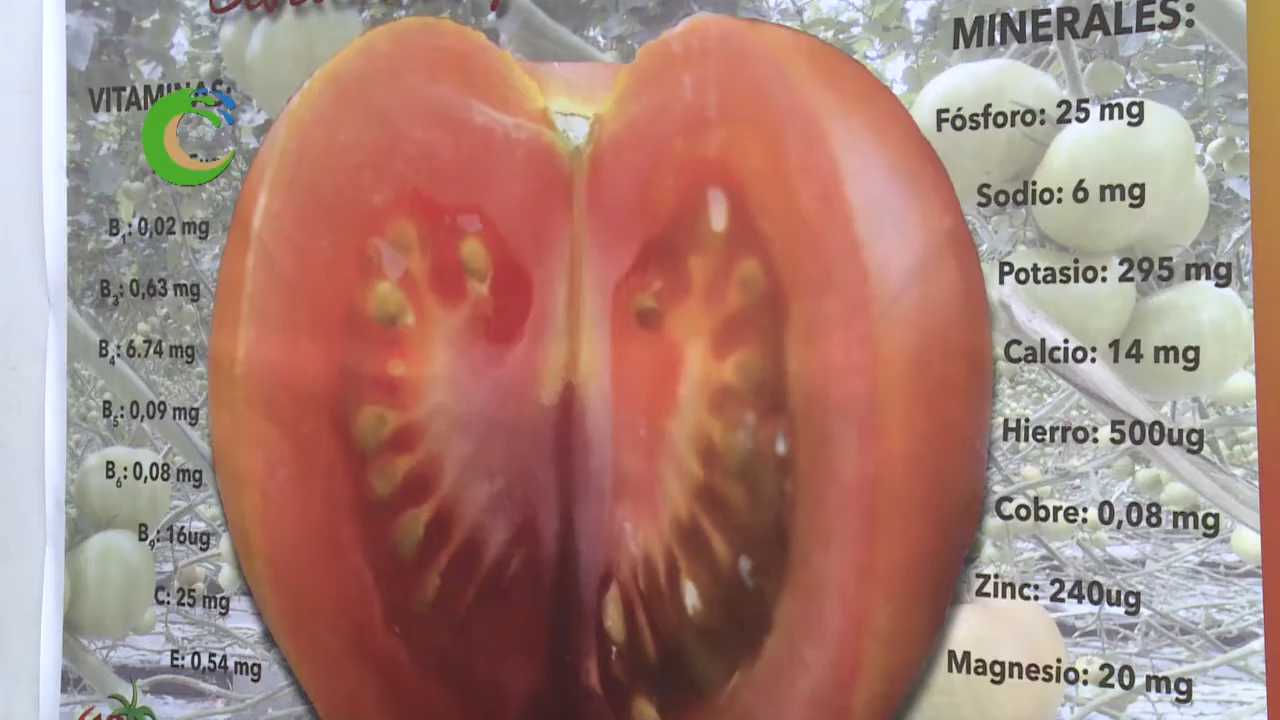 VITAMINAS:
B₁: 0,02 mg
B₃: 0,63 mg
B₄: 6.74 mg
B₅: 0,09 mg
B₆: 0,08 mg
B₉: 16ug
C: 25 mg
E: 0,54 mg
MINERALES:
Fósforo: 25 mg
Sodio: 6 mg
Potasio: 295 mg
Calcio: 14 mg
Hierro: 500ug
Cobre: 0,08 mg
Zinc: 240ug
Magnesio: 20 mg